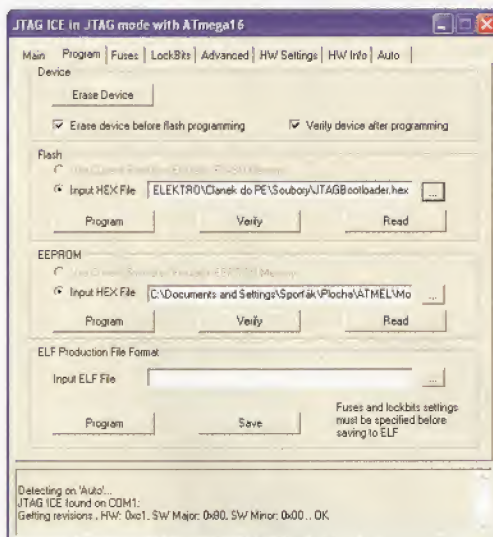 JTAG ICE in JTAG mode with ATmega16
Main Program Fuses LockBits Advanced HW Settings HW Info Auto
Device
Erase Device
Erase device before flash programming Verify device after programming
Flash
Input HEX File ELEKTRO\Clanek do PE\Soubory\JTAGBootloader.hex ...
Program Verify Read
EEPROM
Input HEX File C:\Documents and Settings\Sporťák\Plocha\ATMEL\Mo ...
Program Verify Read
ELF Production File Format
Input ELF File ...
Program Save Fuses and lockbits settings
must be specified before
saving to ELF
Detecting on 'Auto'...
JTAG ICE found on COM1:
Getting revisions.. HW: 0xc1, SW Major: 0x80, SW Minor: 0x00 .. OK